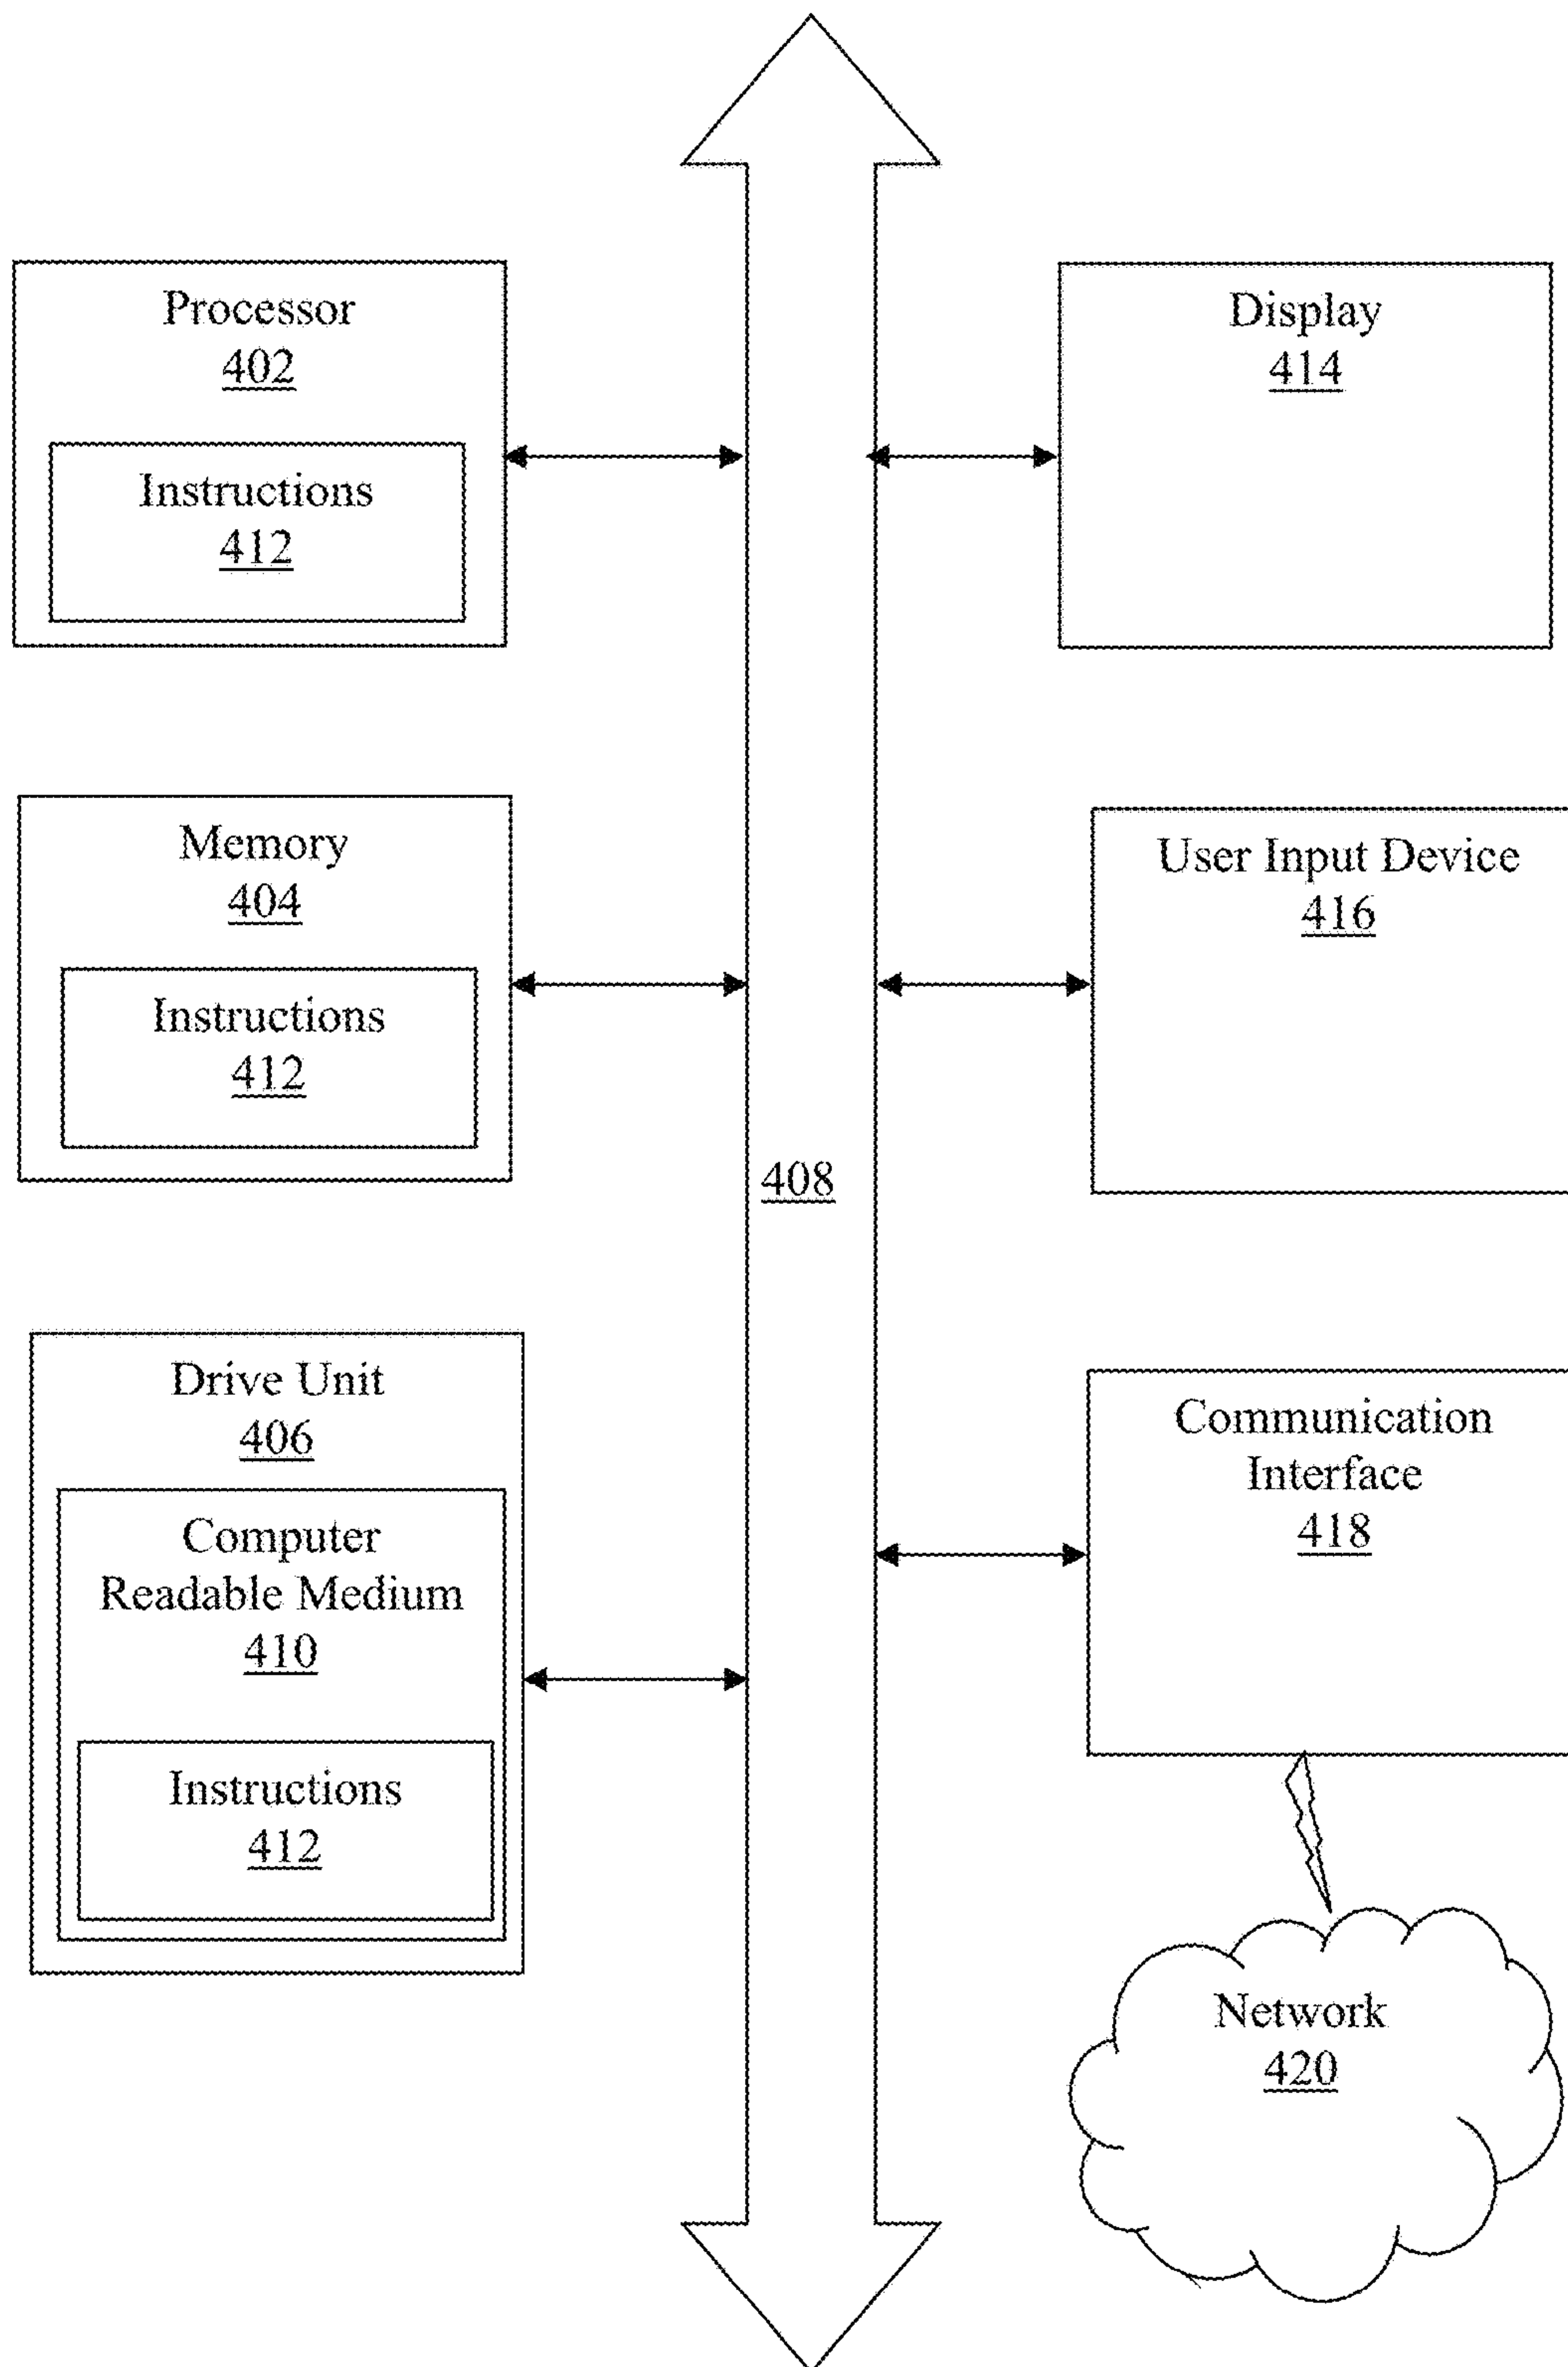 Processor
402
Instructions
412
Display
414
Memory
404
Instructions
412
User Input Device
416
408
Drive Unit
406
Computer
Readable Medium
410
Instructions
412
Communication
Interface
418
Network
420